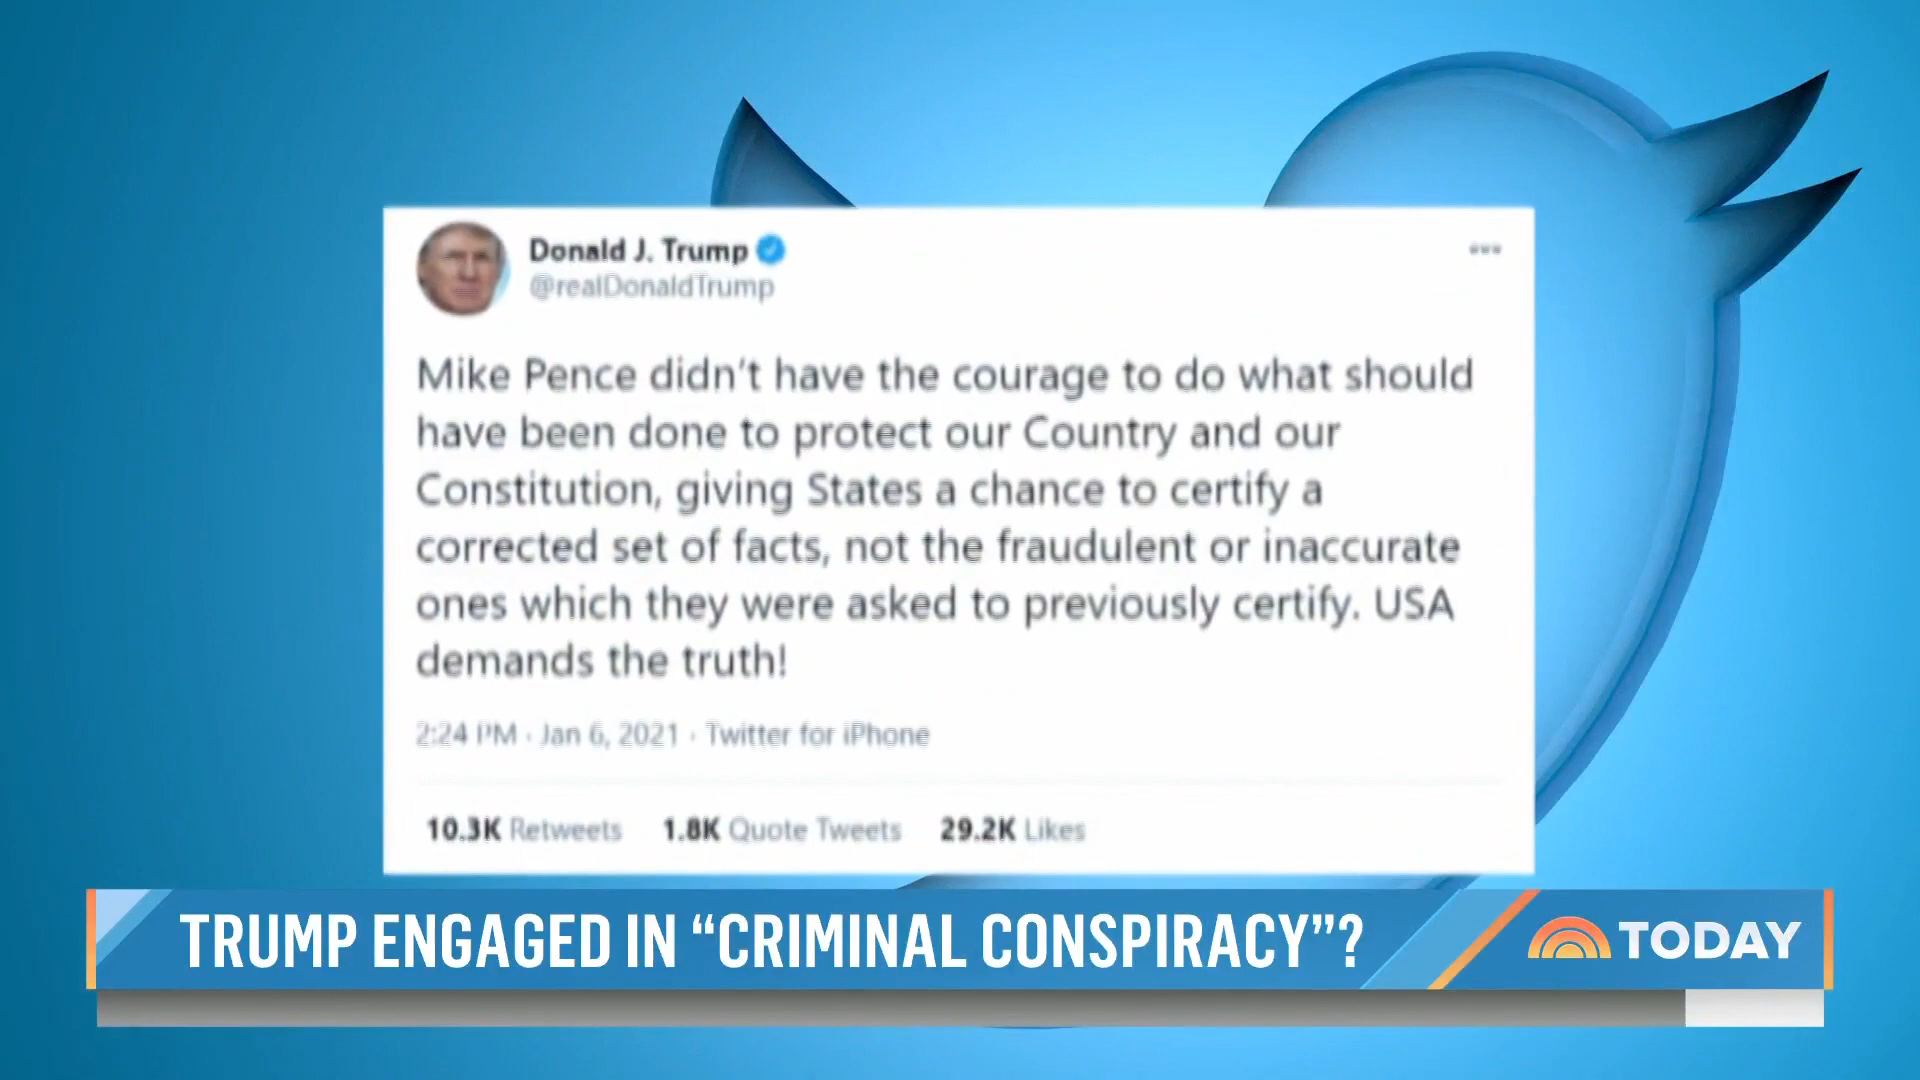 Donald J. Trump
@realDonaldTrump
Mike Pence didn't have the courage to do what should
have been done to protect our Country and our
Constitution, giving States a chance to certify a
corrected set of facts, not the fraudulent or inaccurate
ones which they were asked to previously certify. USA
demands the truth!
2:24 PM · Jan 6, 2021 · Twitter for iPhone
10.3K Retweets 1.8K Quote Tweets 29.2K Likes
TRUMP ENGAGED IN “CRIMINAL CONSPIRACY”?
TODAY